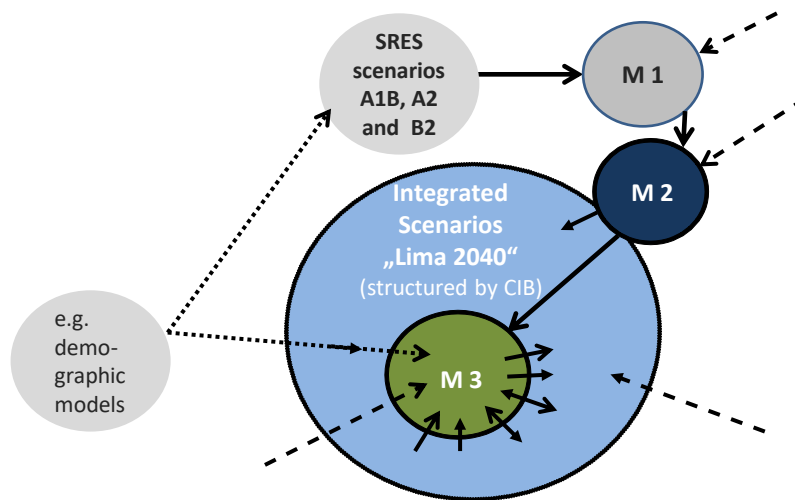 SRES
scenarios
A1B, A2
and B2
M 1
M 2
Integrated
Scenarios
„Lima 2040“
(structured by CIB)
e.g.
demo-
graphic
models
M 3